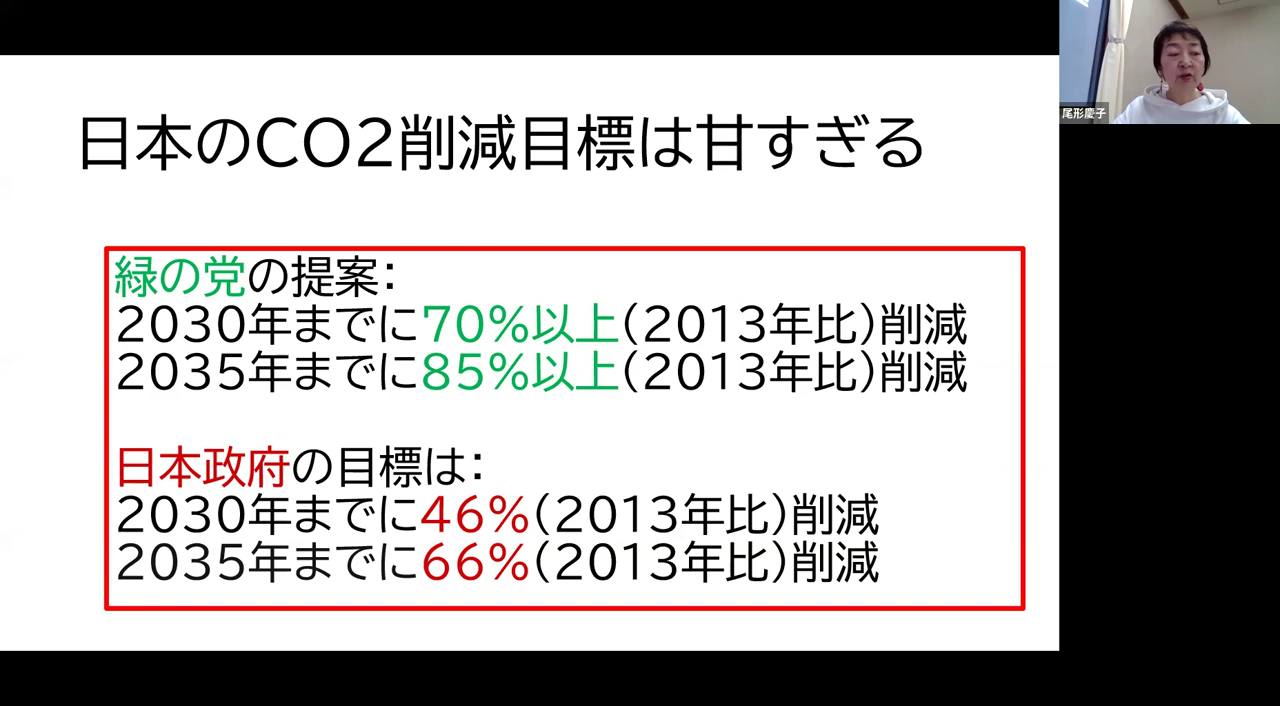 日本のCO2削減目標は甘すぎる
緑の党の提案：
2030年までに70%以上（2013年比）削減
2035年までに85%以上（2013年比）削減
日本政府の目標は：
2030年までに46%（2013年比）削減
2035年までに66%（2013年比）削減
尾形慶子